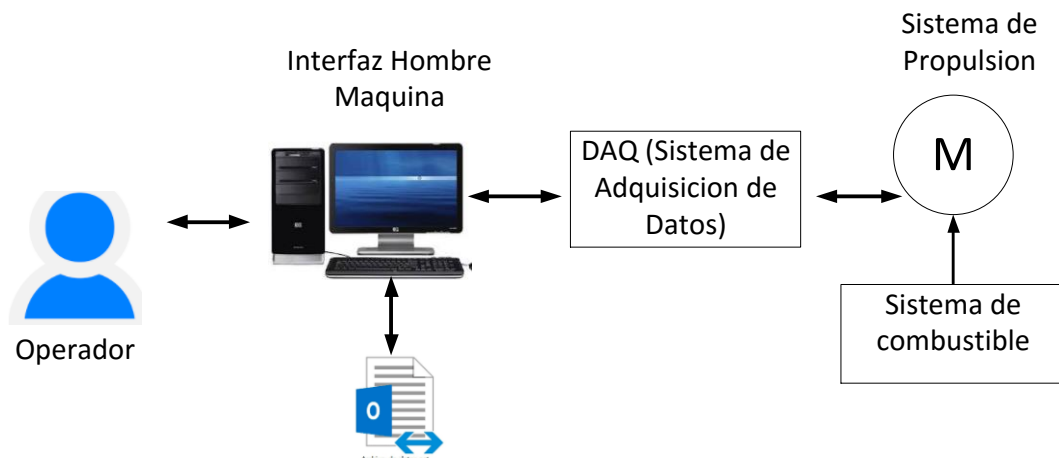 Sistema de
Propulsion
Interfaz Hombre
Maquina
DAQ (Sistema de
Adquisicion de
Datos)
M
Operador
Sistema de
combustible
O